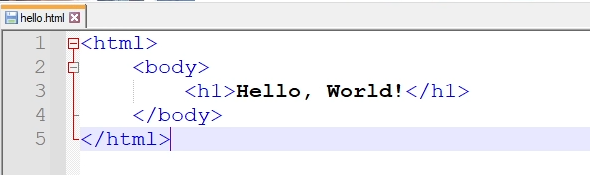 hello.html
1 <html>
2     <body>
3         <h1>Hello, World!</h1>
4     </body>
5 </html>